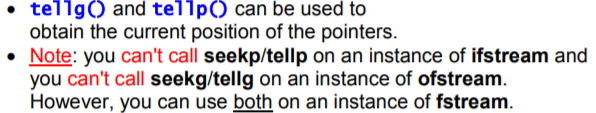 • tellg() and tellp() can be used to
obtain the current position of the pointers.
• Note: you can't call seekp/tellp on an instance of ifstream and
you can't call seekg/tellg on an instance of ofstream.
However, you can use both on an instance of fstream.